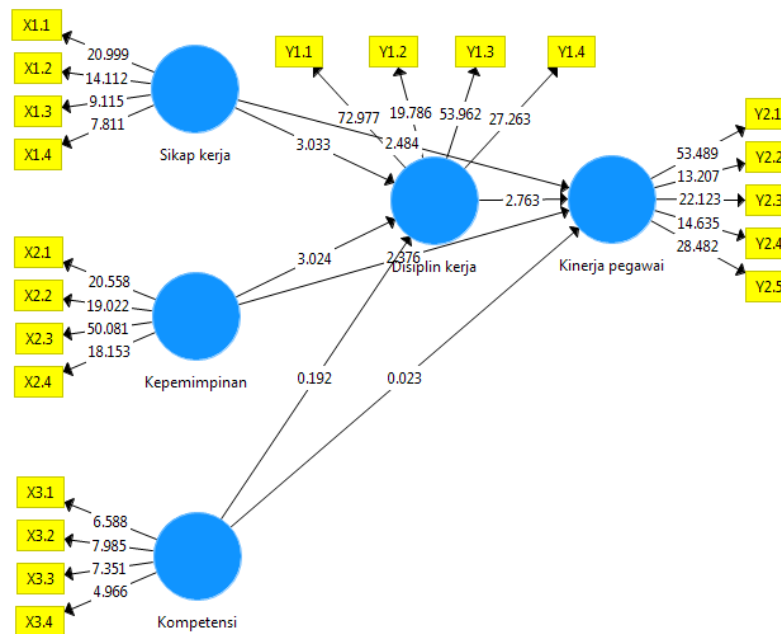 X1.1
X1.2
X1.3
X1.4
20.999
14.112
9.115
7.811
Sikap kerja
Y1.1
Y1.2
Y1.3
Y1.4
72.977
19.786
53.962
27.263
3.033
2.484
Y2.1
Y2.2
Y2.3
Y2.4
Y2.5
53.489
13.207
22.123
14.635
28.482
2.763
Disiplin kerja
Kinerja pegawai
X2.1
X2.2
X2.3
X2.4
20.558
19.022
50.081
18.153
3.024
2.376
Kepemimpinan
0.192
0.023
X3.1
X3.2
X3.3
X3.4
6.588
7.985
7.351
4.966
Kompetensi